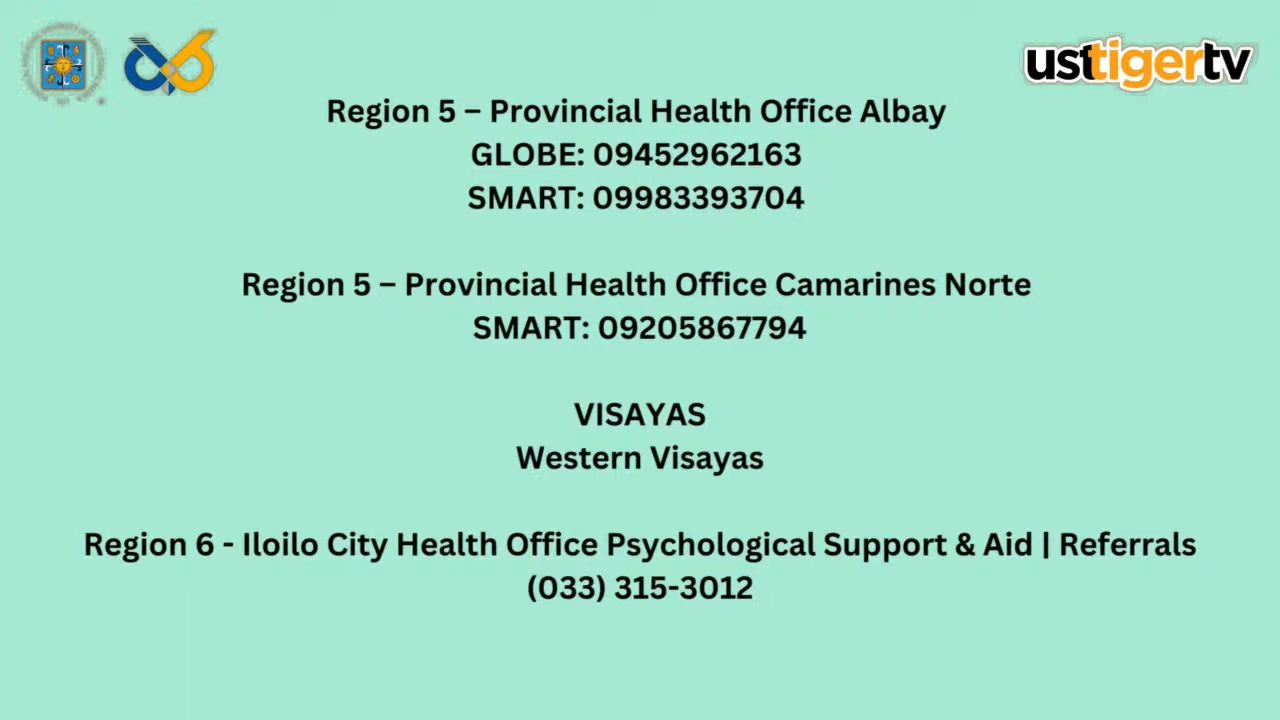 usttigertv
Region 5 – Provincial Health Office Albay
GLOBE: 09452962163
SMART: 09983393704
Region 5 – Provincial Health Office Camarines Norte
SMART: 09205867794
VISAYAS
Western Visayas
Region 6 - Iloilo City Health Office Psychological Support & Aid | Referrals
(033) 315-3012